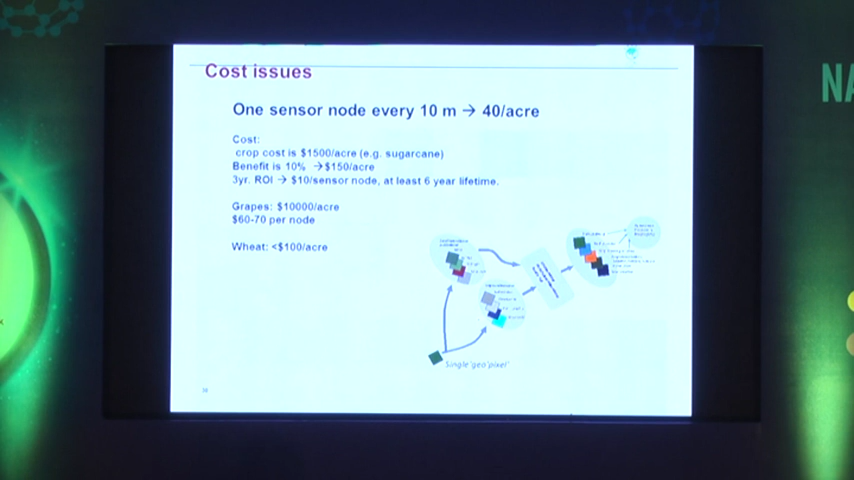 Cost issues
One sensor node every 10 m → 40/acre
Cost:
crop cost is $1500/acre (e.g. sugarcane)
Benefit is 10% →$150/acre
3yr. ROI → $10/sensor node, at least 6 year lifetime.
Grapes: $10000/acre
$60-70 per node
Wheat: <$100/acre
Single'geo'pixel'
NA